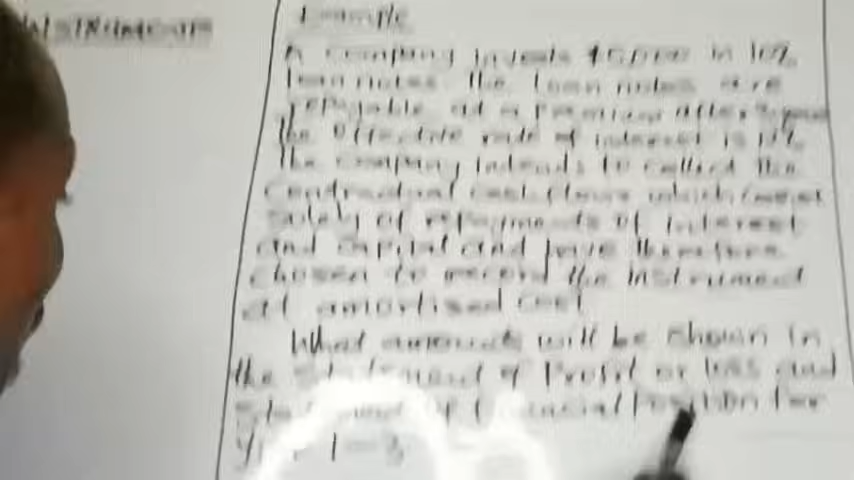 INSTRUMENTS
Example
A company invests $5000 in 10%
loan notes. The loan notes are
repayable at a premium after 3 years
The effective rate of interest is 12%
The company intends to collect the
contractual cash flows which consist
solely of repayments of interest
and capital and have therefore
chosen to record the instrument
at amortised cost
What amounts will be shown in
the statement of Profit or loss and
Statement of financial Position for
1-3